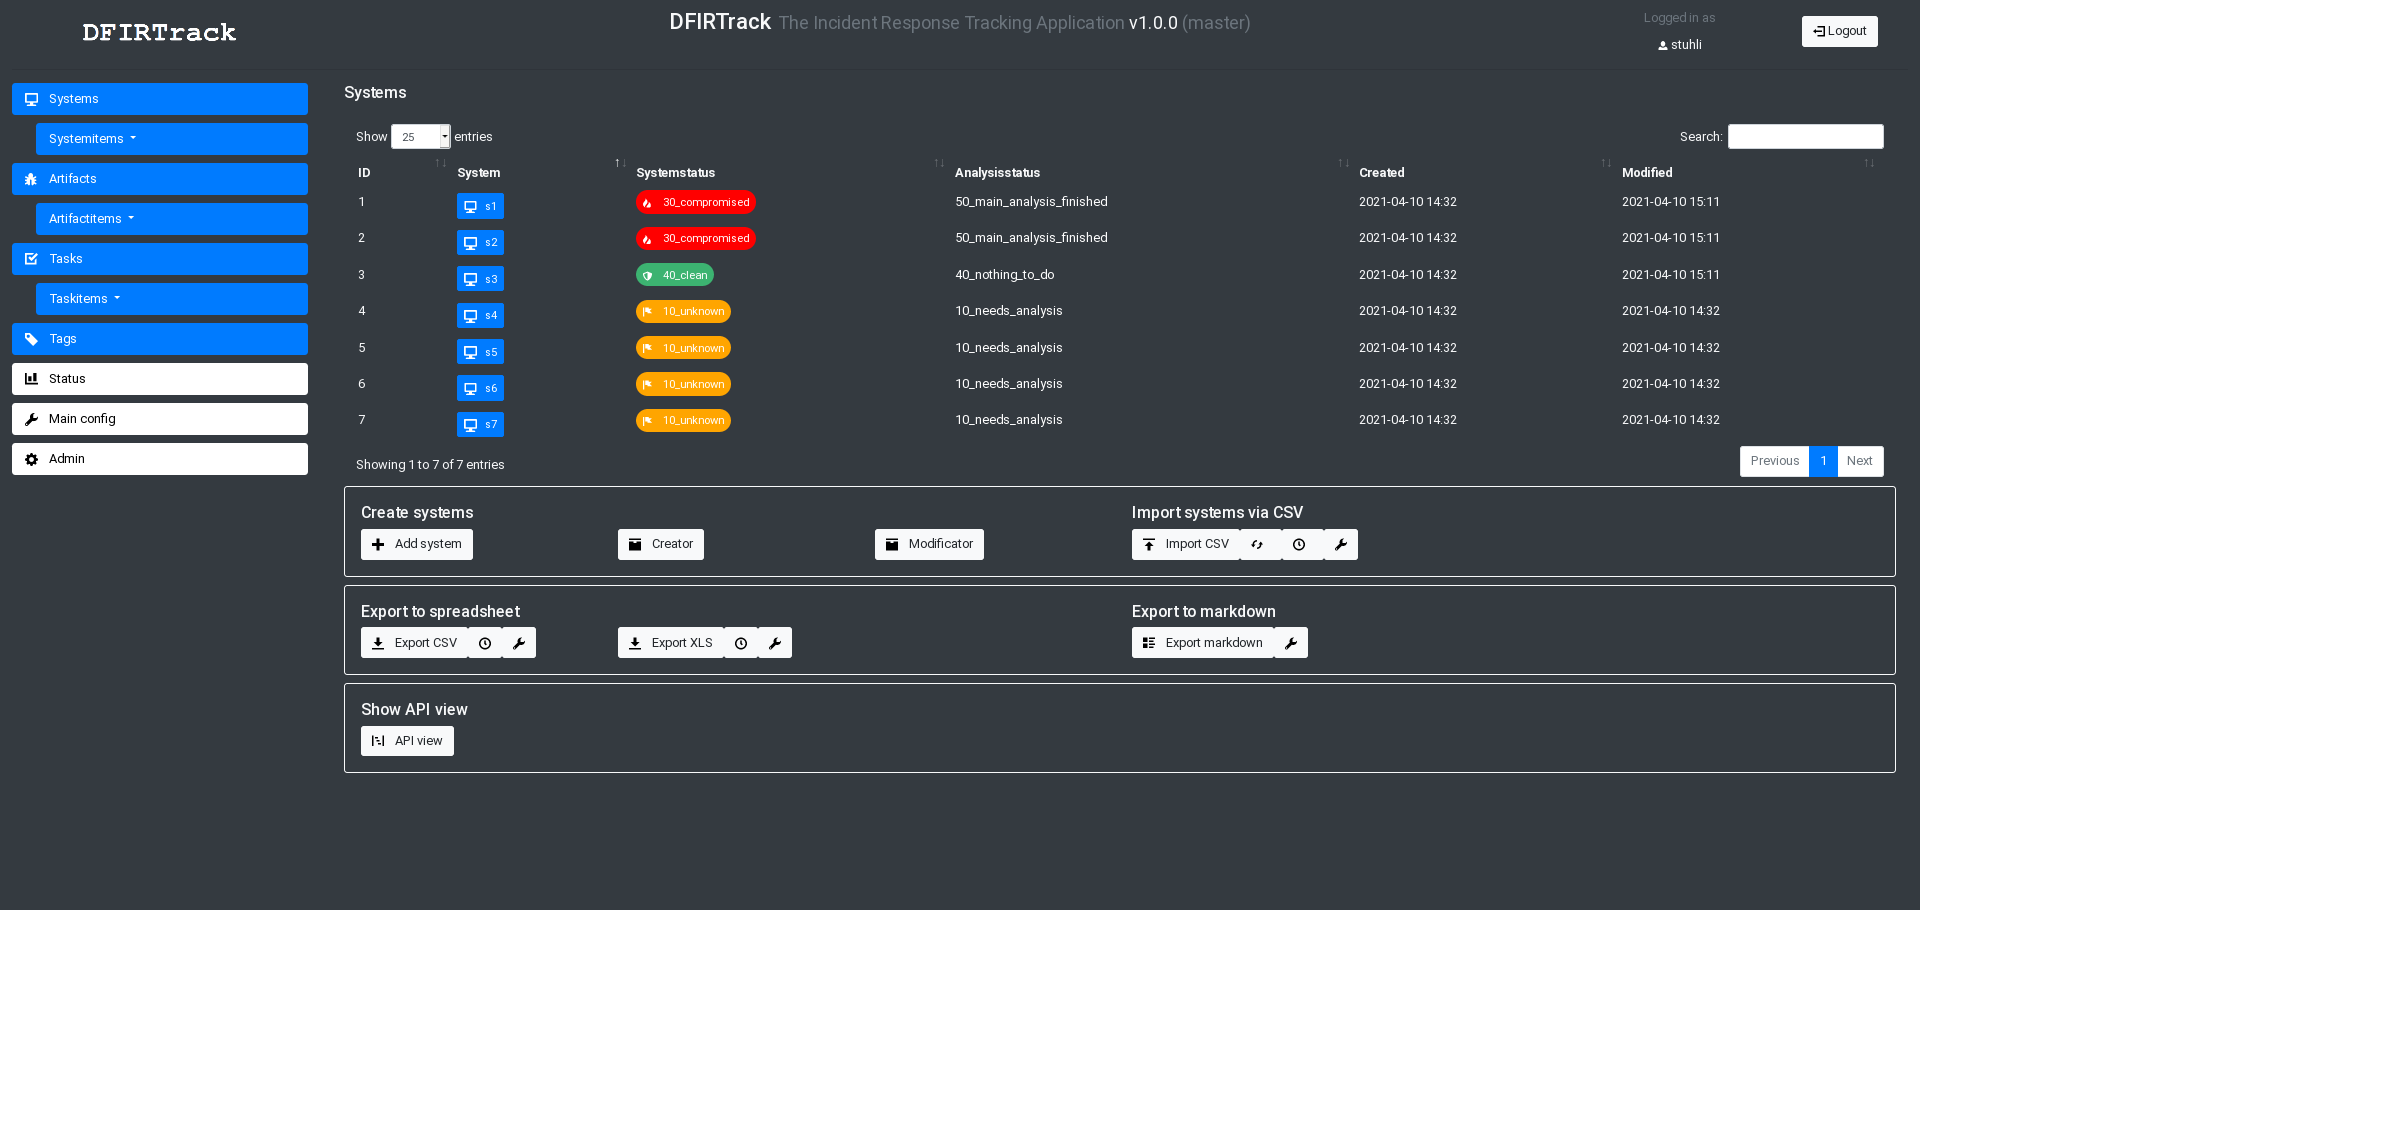 DFIRTrack
DFIRTrack The Incident Response Tracking Application v1.0.0 (master)
Logged in as
stuhli
Logout
Systems
Systemitems
Artifacts
Artifactitems
Tasks
Taskitems
Tags
Status
Main config
Admin
Systems
Show 25 entries
Search:
ID System Systemstatus Analysisstatus Created Modified
1 s1 30_compromised 50_main_analysis_finished 2021-04-10 14:32 2021-04-10 15:11
2 s2 30_compromised 50_main_analysis_finished 2021-04-10 14:32 2021-04-10 15:11
3 s3 40_clean 40_nothing_to_do 2021-04-10 14:32 2021-04-10 15:11
4 s4 10_unknown 10_needs_analysis 2021-04-10 14:32 2021-04-10 14:32
5 s5 10_unknown 10_needs_analysis 2021-04-10 14:32 2021-04-10 14:32
6 s6 10_unknown 10_needs_analysis 2021-04-10 14:32 2021-04-10 14:32
7 s7 10_unknown 10_needs_analysis 2021-04-10 14:32 2021-04-10 14:32
Showing 1 to 7 of 7 entries
Previous 1 Next
Create systems Import systems via CSV
Add system Creator Modificator Import CSV
Export to spreadsheet Export to markdown
Export CSV Export XLS Export markdown
Show API view
API view